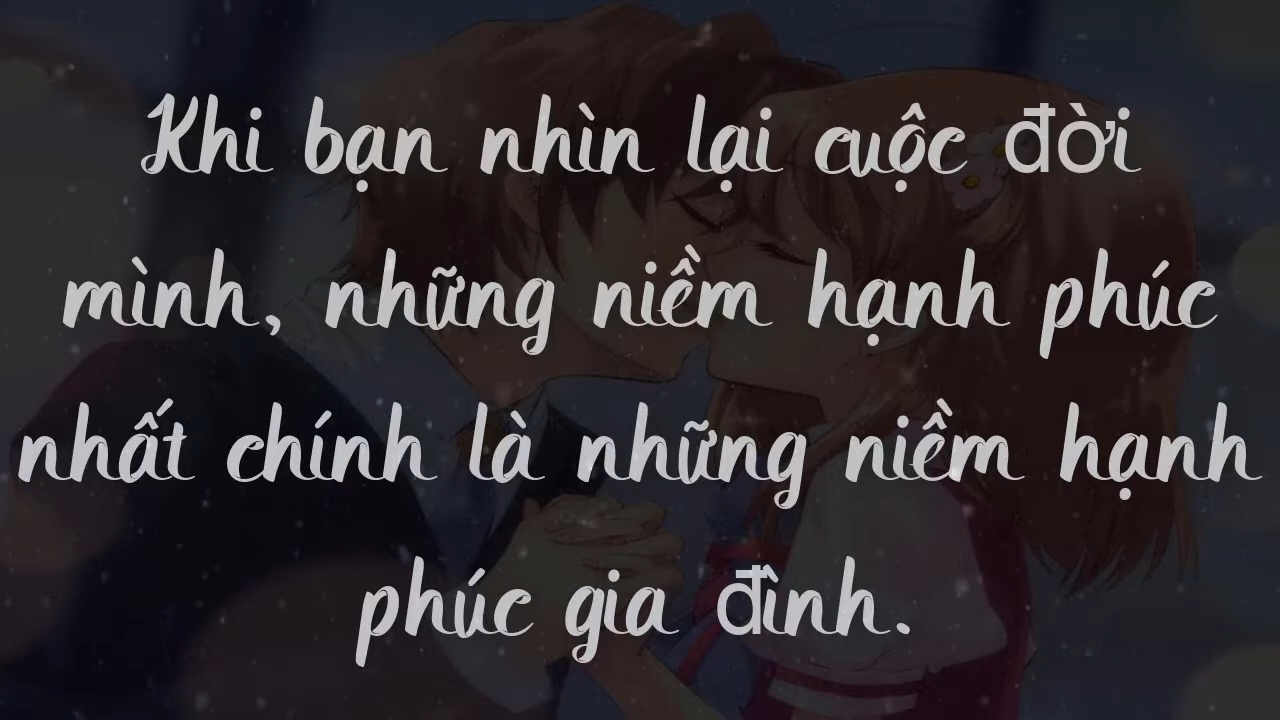 Khi bạn nhìn lại cuộc đời
mình, những niềm hạnh phúc
nhất chính là những niềm hạnh
phúc gia đình.